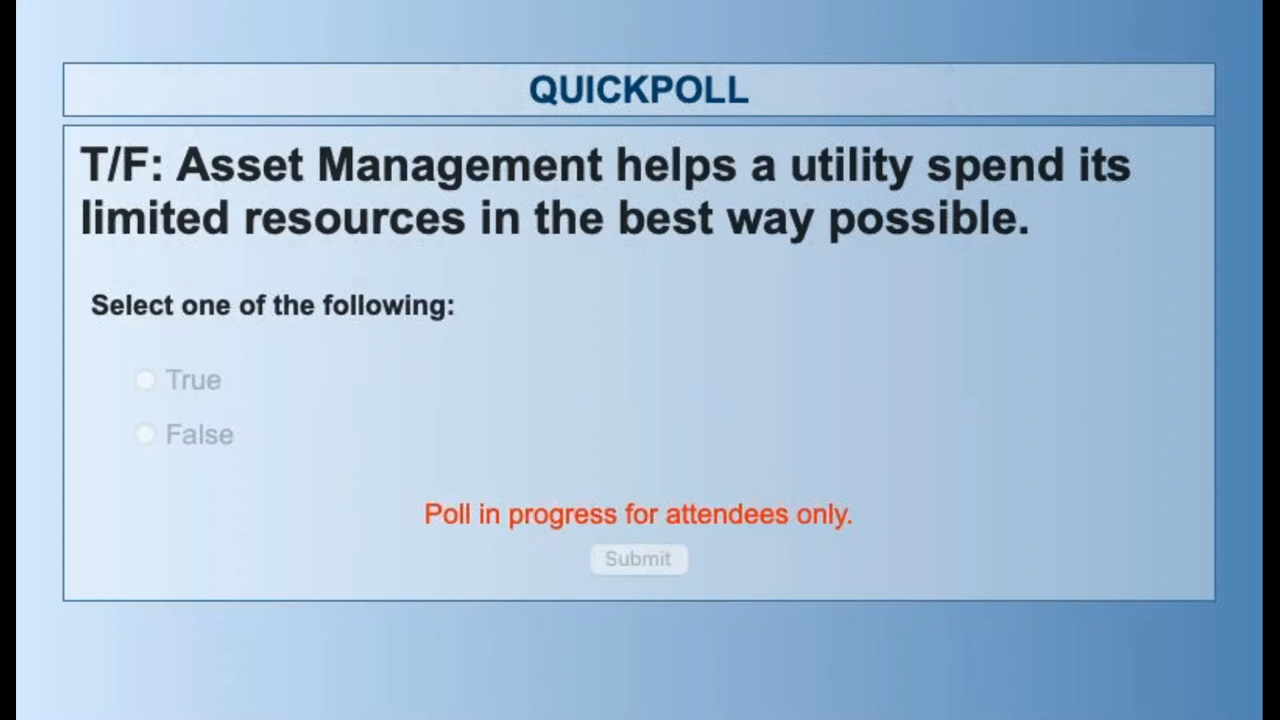 QUICKPOLL
T/F: Asset Management helps a utility spend its
limited resources in the best way possible.
Select one of the following:
True
False
Poll in progress for attendees only.
Submit